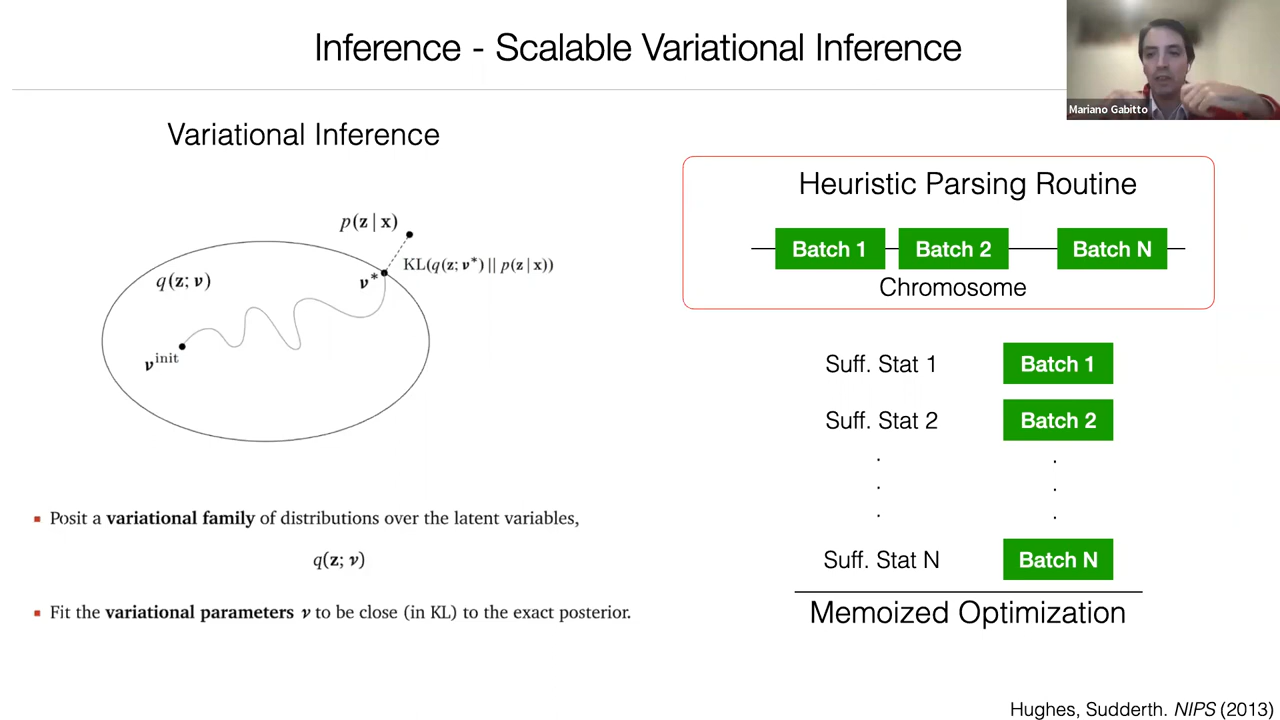 Inference - Scalable Variational Inference
Mariano Gabitto
Variational Inference
p(z | x)
KL(q(z; ν*) || p(z | x))
q(z; ν)
ν*
ν^init
Posit a variational family of distributions over the latent variables,
q(z; ν)
Fit the variational parameters ν to be close (in KL) to the exact posterior.
Heuristic Parsing Routine
Batch 1 Batch 2 Batch N
Chromosome
Suff. Stat 1 Batch 1
Suff. Stat 2 Batch 2
. .
. .
. .
Suff. Stat N Batch N
Memoized Optimization
Hughes, Sudderth. NIPS (2013)